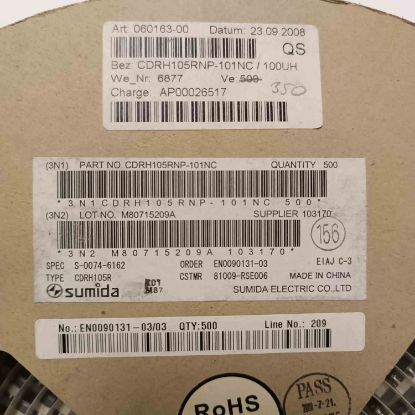 Art: 060163-00 Datum: 23.09.2008
QS
Bez: CDRH105RNP-101NC / 100UH
We_Nr: 6877 Ve: 500 350
Charge: AP00026517
(3N1) PART NO. CDRH105RNP-101NC QUANTITY 500
* 3N1CDRH105RNP-101NC 500 *
(3N2) LOT-NO. M80715209A SUPPLIER 103170
156
* 3N2 M80715209A 103170 *
SPEC S-0074-6162 ORDER EN0090131-03 EIAJ C-3
TYPE CDRH105R CSTMR 81009-RSE006 MADE IN CHINA
sumida SUMIDA ELECTRIC CO.,LTD
No.: EN0090131-03/03 QTY:500 Line No.: 209
RoHS
PASS